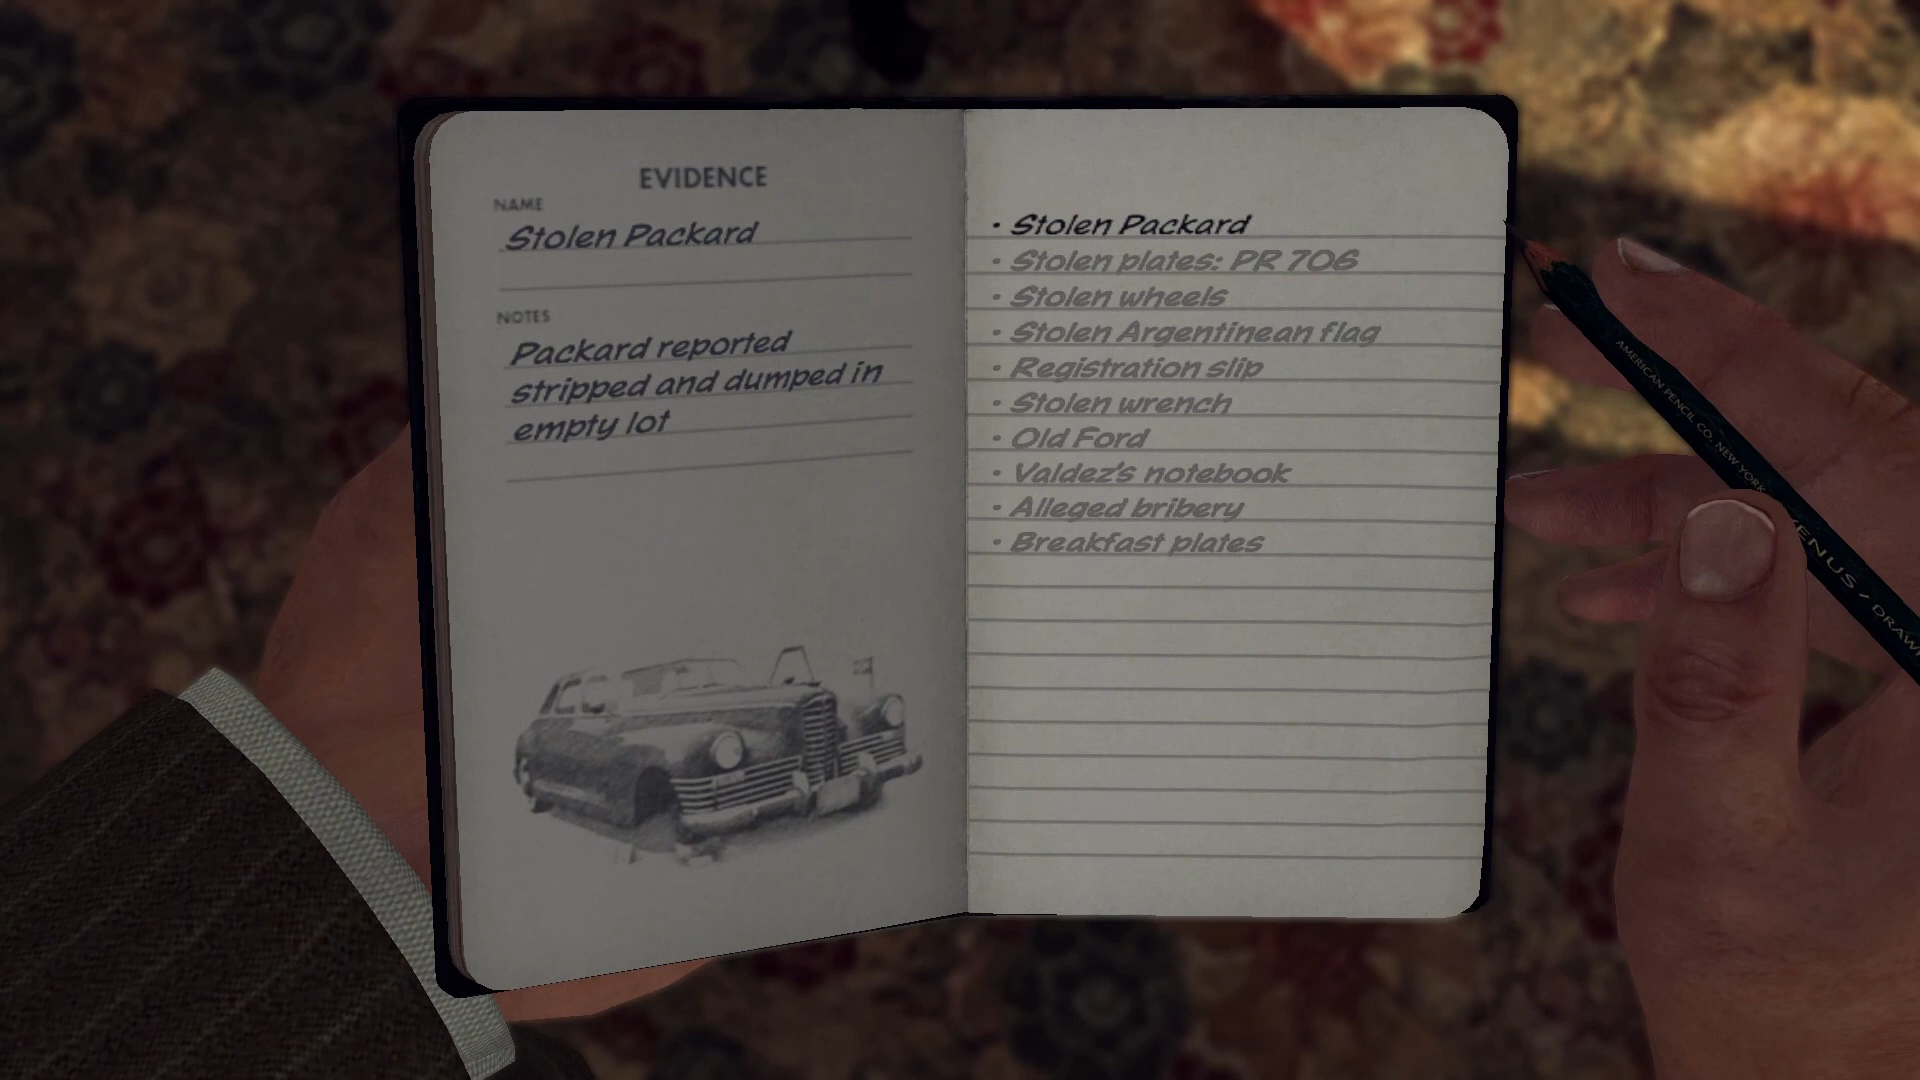 EVIDENCE
NAME
Stolen Packard
NOTES
Packard reported
stripped and dumped in
empty lot
• Stolen Packard
• Stolen plates: PR 706
• Stolen wheels
• Stolen Argentinean flag
• Registration slip
• Stolen wrench
• Old Ford
• Valdez's notebook
• Alleged bribery
• Breakfast plates
AMERICAN PENCIL CO. NEW YORK
VENUS / DRAW